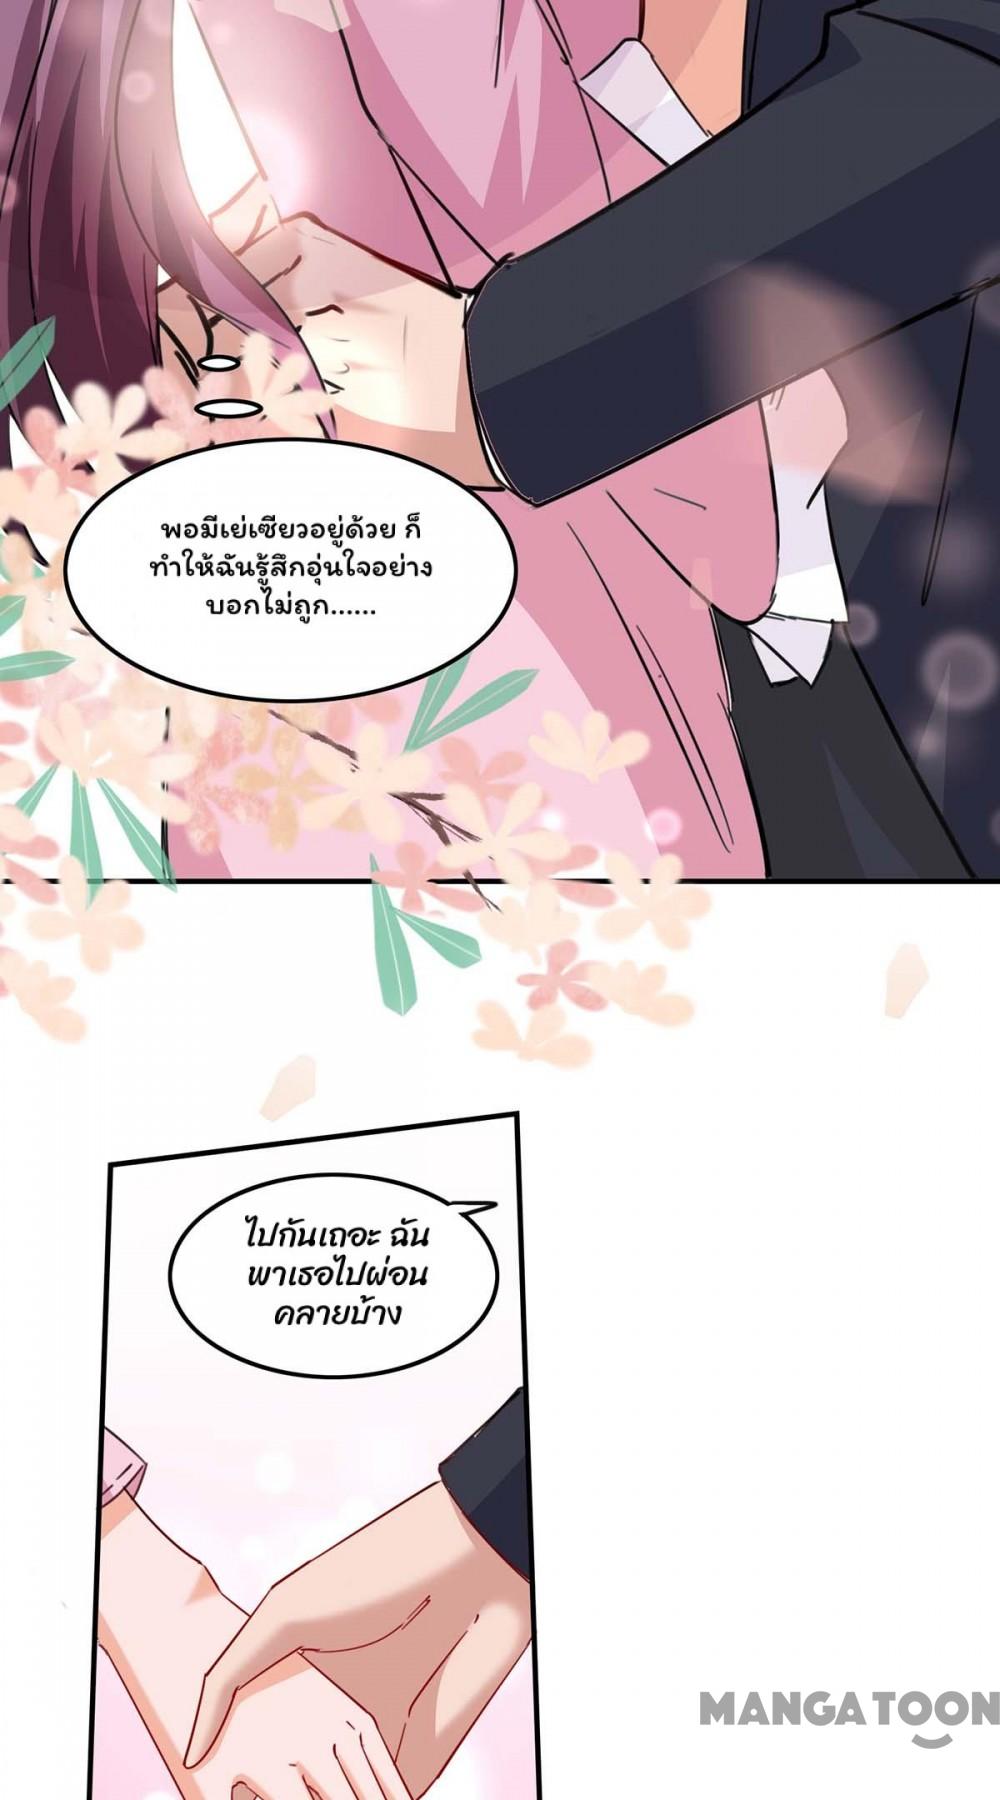 พอมีเย่เซียวอยู่ด้วย ก็
ทำให้ฉันรู้สึกอุ่นใจอย่าง
บอกไม่ถูก......
ไปกันเถอะ ฉัน
พาเธอไปผ่อน
คลายบ้าง
MANGATOON